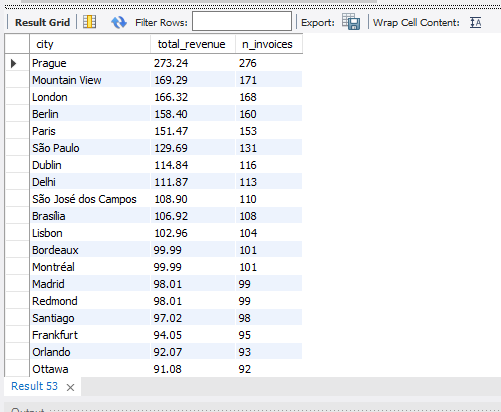 Result Grid Filter Rows: Export: Wrap Cell Content:
city total_revenue n_invoices
Prague 273.24 276
Mountain View 169.29 171
London 166.32 168
Berlin 158.40 160
Paris 151.47 153
São Paulo 129.69 131
Dublin 114.84 116
Delhi 111.87 113
São José dos Campos 108.90 110
Brasília 106.92 108
Lisbon 102.96 104
Bordeaux 99.99 101
Montréal 99.99 101
Madrid 98.01 99
Redmond 98.01 99
Santiago 97.02 98
Frankfurt 94.05 95
Orlando 92.07 93
Ottawa 91.08 92
Result 53